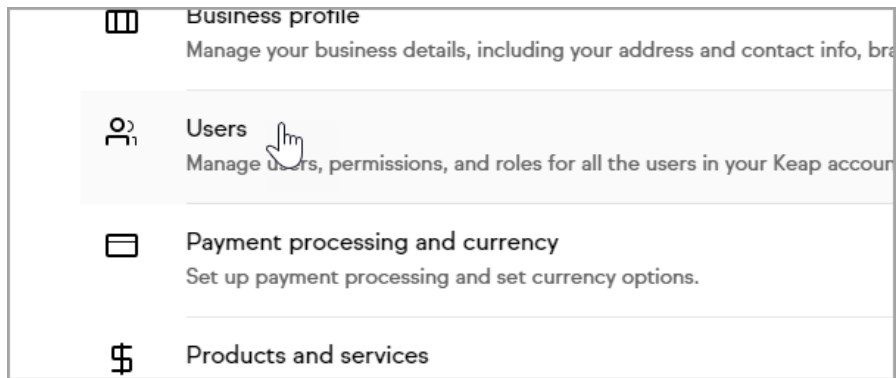 Business profile
Manage your business details, including your address and contact info,
Users
Manage users, permissions, and roles for all the users in your Keap
Payment processing and currency
Set up payment processing and set currency options.
Products and services